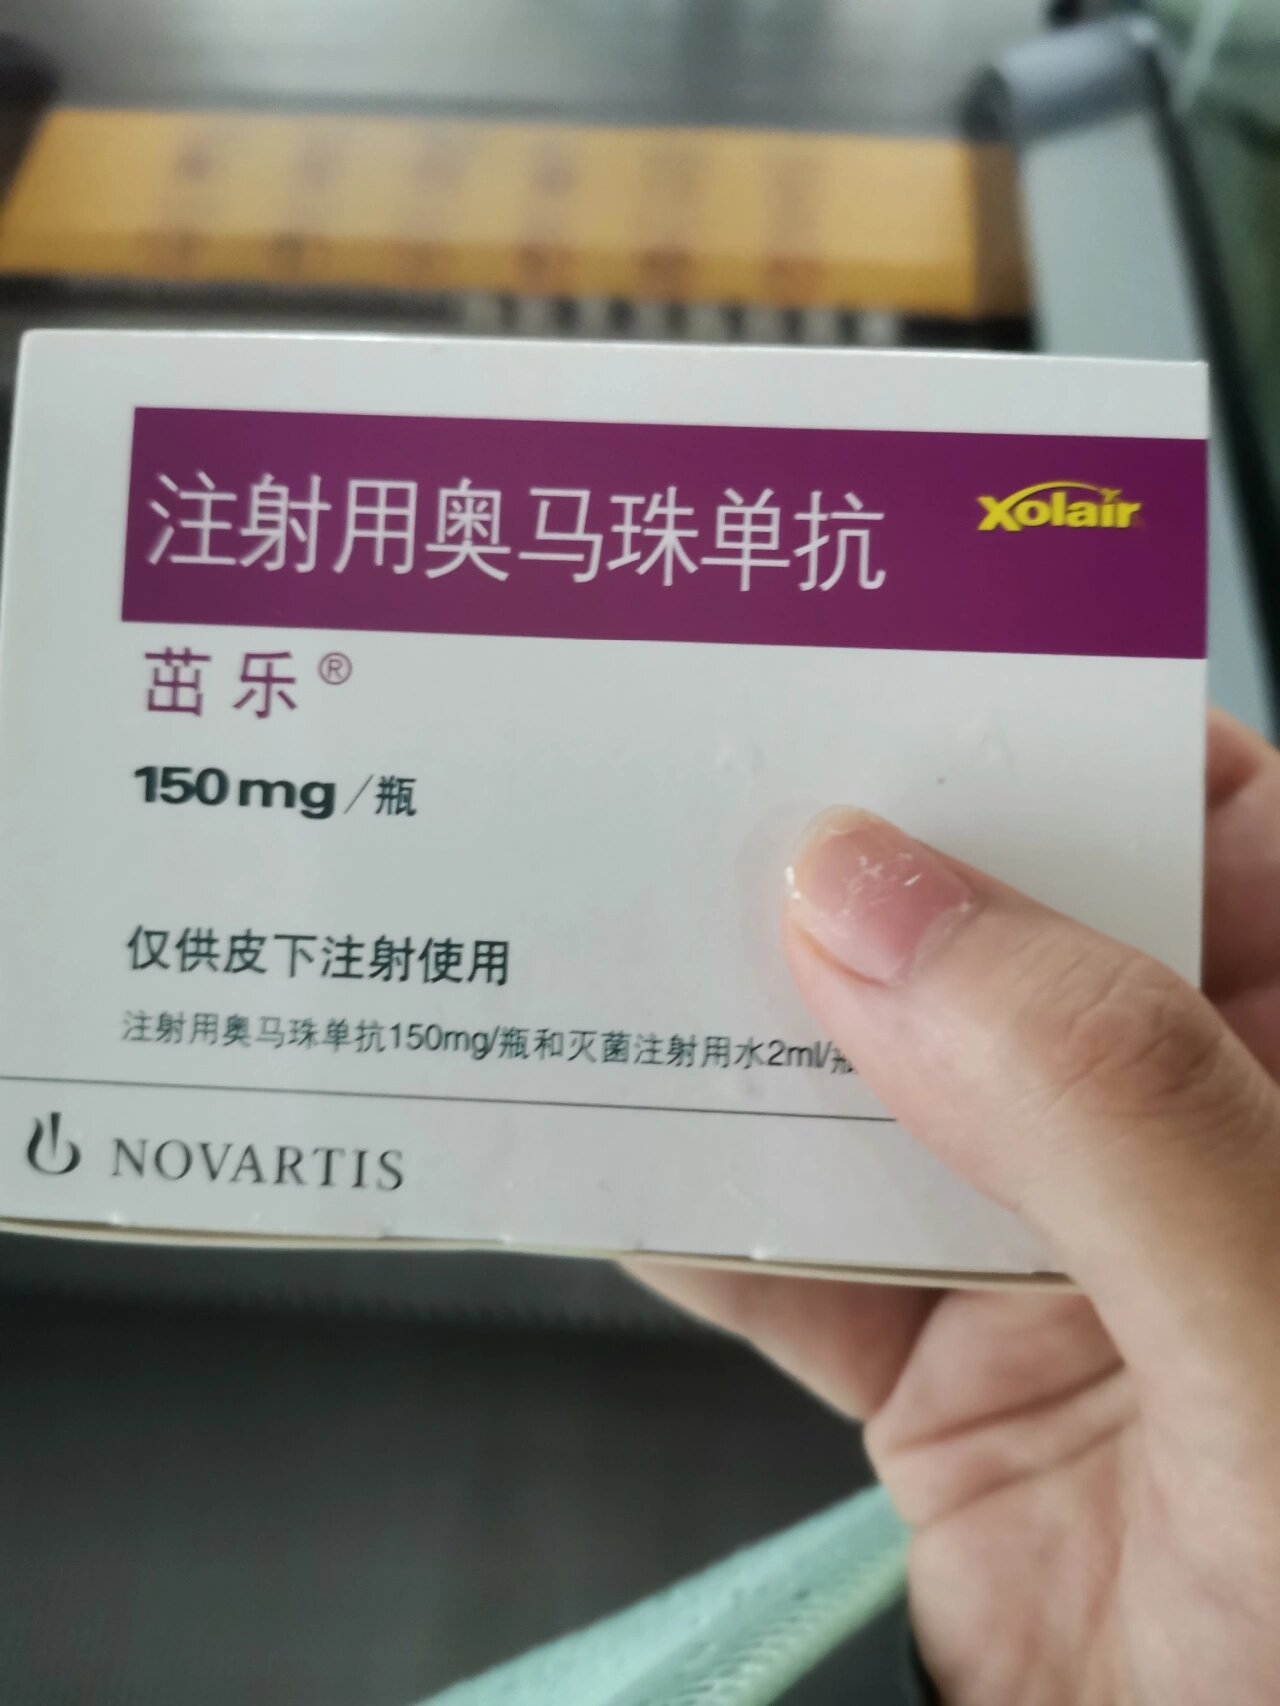 注射用奥马珠单抗
Xolair
茁乐®
150mg/瓶
仅供皮下注射使用
注射用奥马珠单抗150mg/瓶和灭菌注射用水2ml/
NOVARTIS